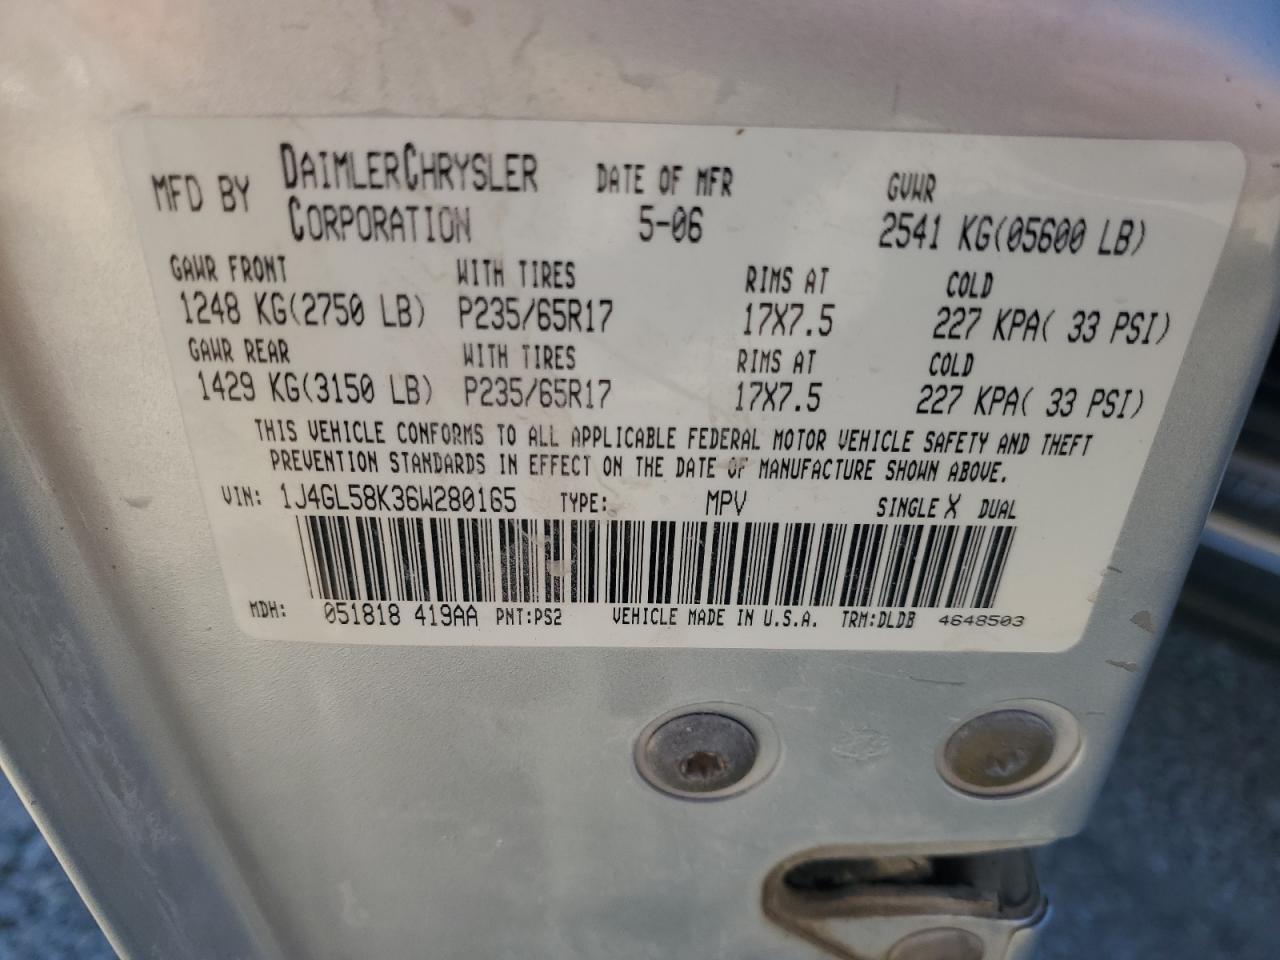 MFD BY DAIMLERCHRYSLER CORPORATION DATE OF MFR 5-06 GVWR 2541 KG(05600 LB)
GAWR FRONT WITH TIRES RIMS AT COLD
1248 KG(2750 LB) P235/65R17 17X7.5 227 KPA( 33 PSI)
GAWR REAR WITH TIRES RIMS AT COLD
1429 KG(3150 LB) P235/65R17 17X7.5 227 KPA( 33 PSI)
THIS VEHICLE CONFORMS TO ALL APPLICABLE FEDERAL MOTOR VEHICLE SAFETY AND THEFT
PREVENTION STANDARDS IN EFFECT ON THE DATE OF MANUFACTURE SHOWN ABOVE.
VIN: 1J4GL58K36W280165 TYPE: MPV SINGLE X DUAL
MDH: 051818 419AA PNT:PS2 VEHICLE MADE IN U.S.A. TRM:DLDB 4648503